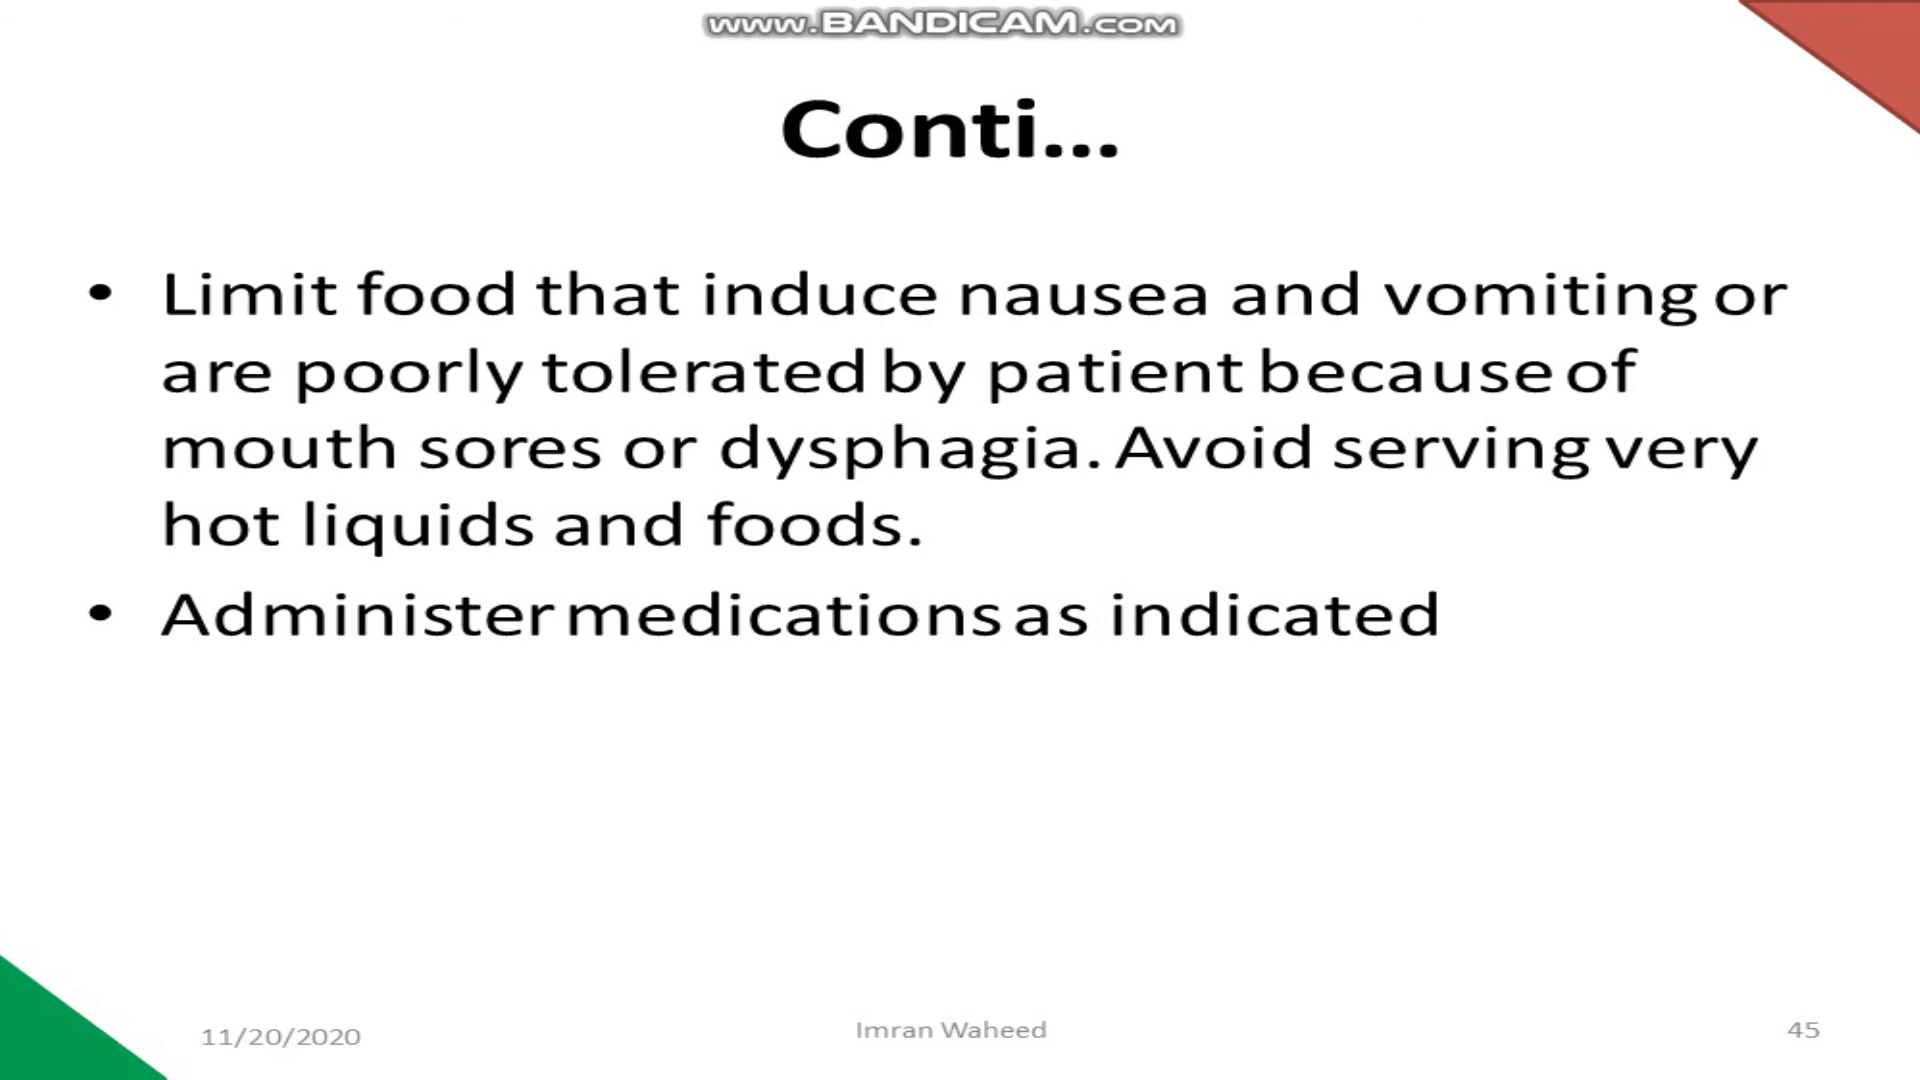 www.BANDICAM.com
Conti...
• Limit food that induce nausea and vomiting or
are poorly tolerated by patient because of
mouth sores or dysphagia. Avoid serving very
hot liquids and foods.
• Administer medications as indicated
11/20/2020
Imran Waheed
45